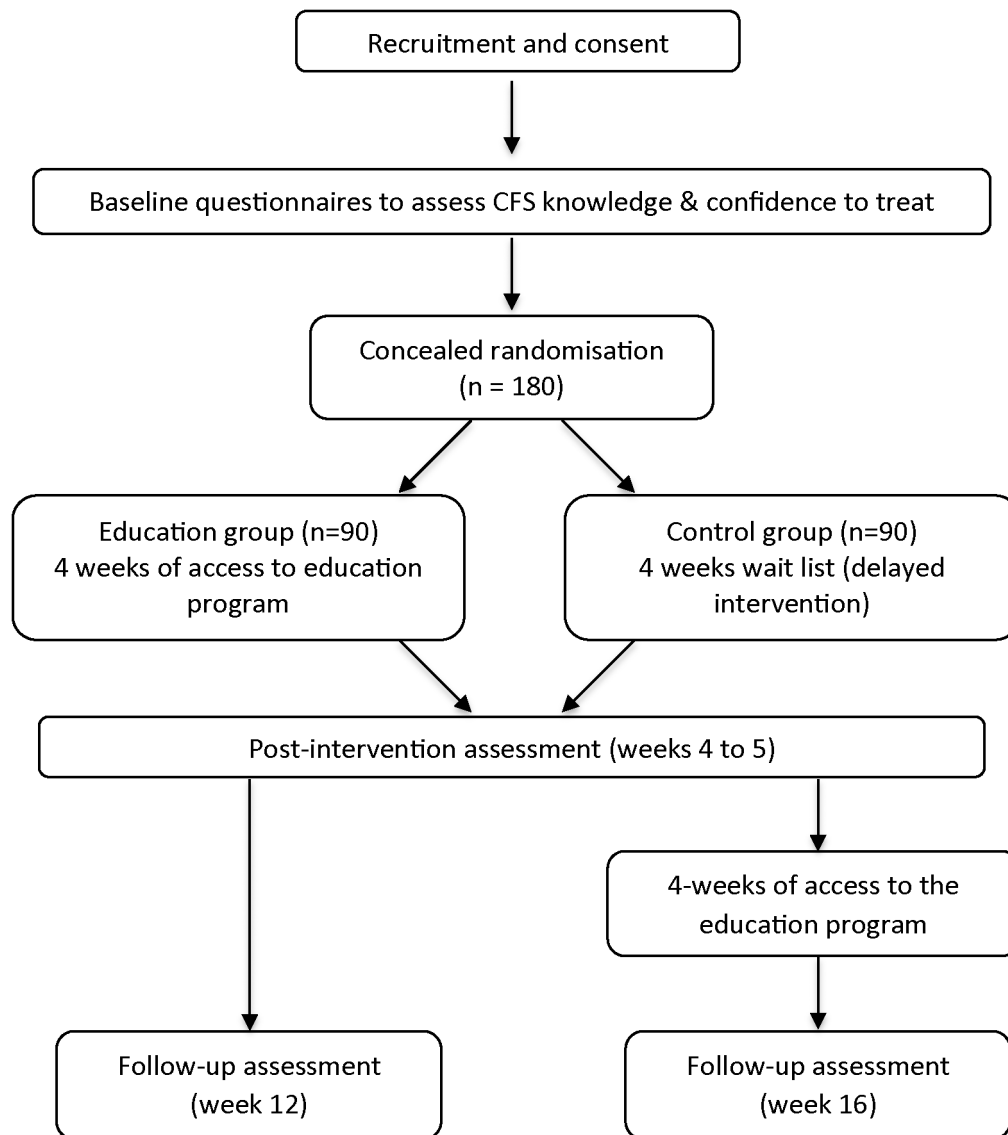 Recruitment and consent
Baseline questionnaires to assess CFS knowledge & confidence to treat
Concealed randomisation
(n = 180)
Education group (n=90)
4 weeks of access to education
program
Control group (n=90)
4 weeks wait list (delayed
intervention)
Post-intervention assessment (weeks 4 to 5)
4-weeks of access to the
education program
Follow-up assessment
(week 12)
Follow-up assessment
(week 16)